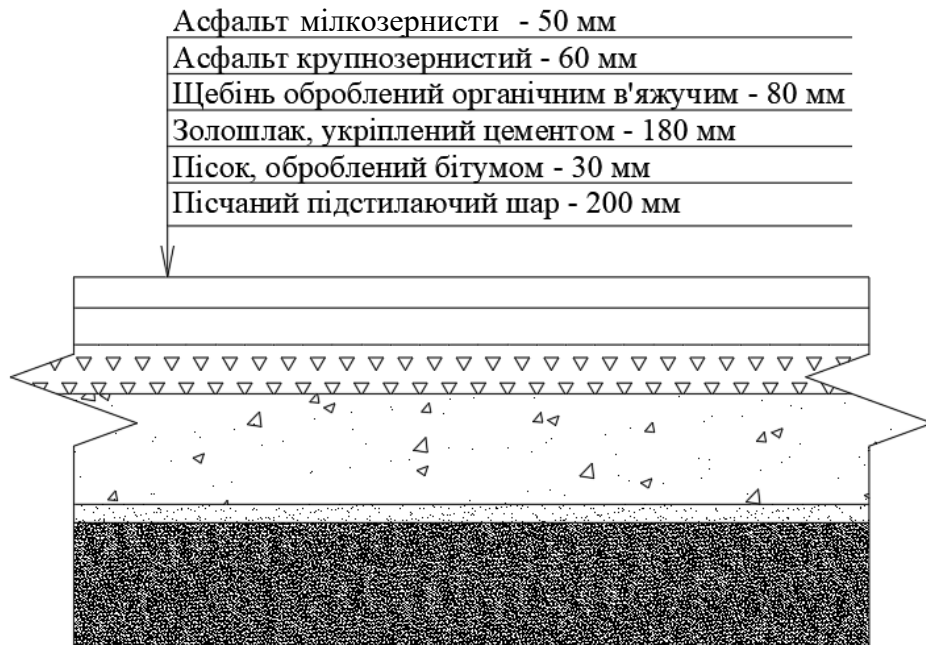 Асфальт мілкозернисти - 50 мм
Асфальт крупнозернистий - 60 мм
Щебінь оброблений органічним в'яжучим - 80 мм
Золошлак, укріплений цементом - 180 мм
Пісок, оброблений бітумом - 30 мм
Пісчаний підстилаючий шар - 200 мм